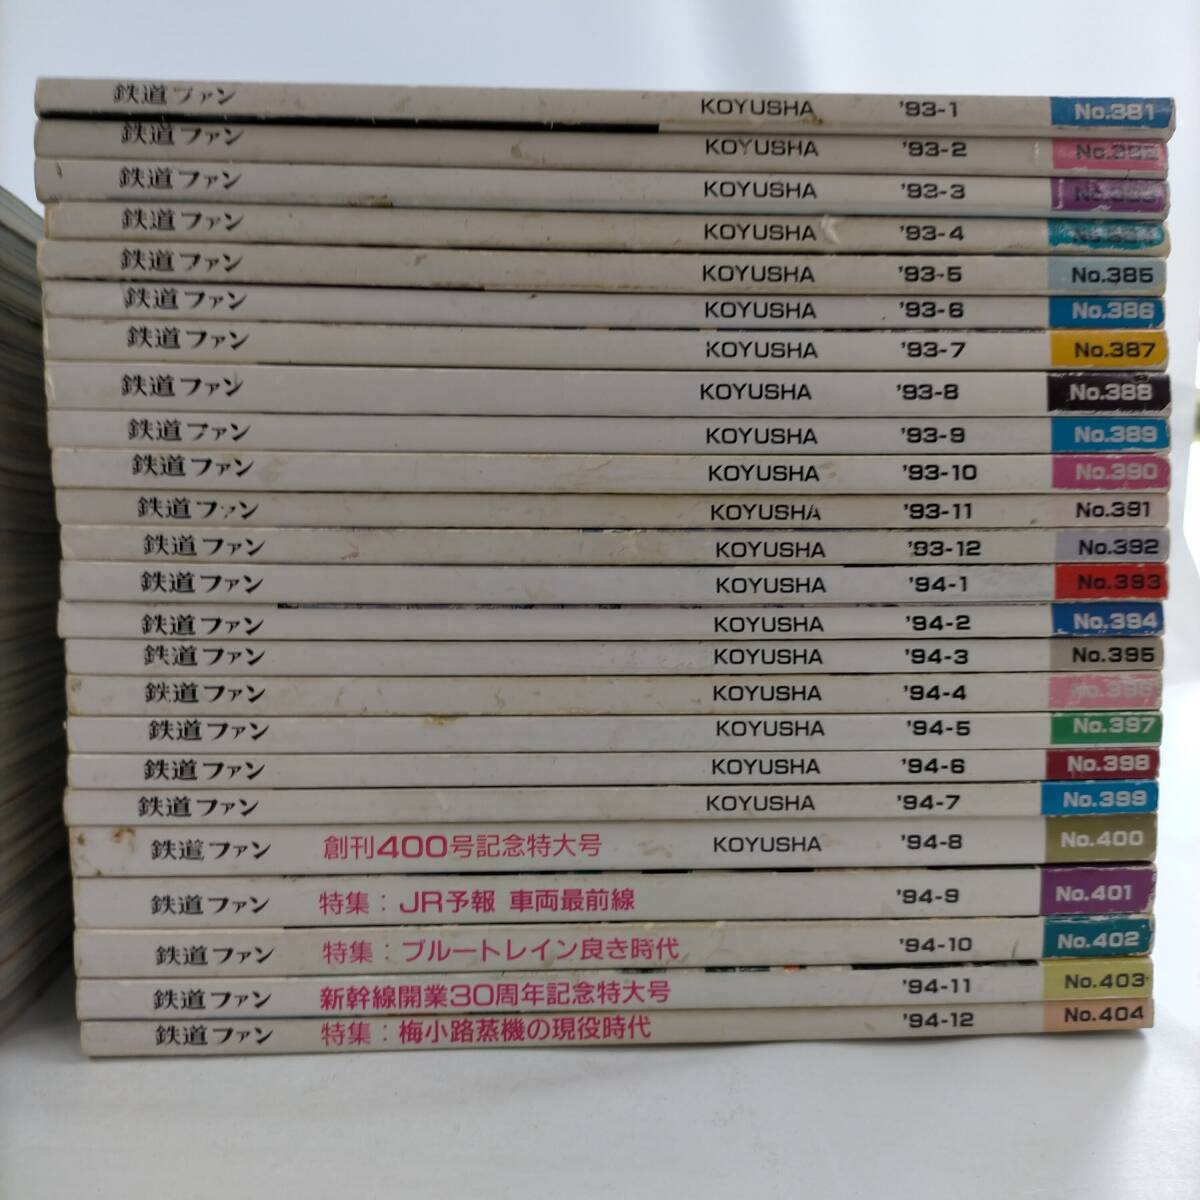 鉄道ファン KOYUSHA '93-1 No.381
鉄道ファン KOYUSHA '93-2 No.382
鉄道ファン KOYUSHA '93-3 No.383
鉄道ファン KOYUSHA '93-4 No.384
鉄道ファン KOYUSHA '93-5 No.385
鉄道ファン KOYUSHA '93-6 No.386
鉄道ファン KOYUSHA '93-7 No.387
鉄道ファン KOYUSHA '93-8 No.388
鉄道ファン KOYUSHA '93-9 No.389
鉄道ファン KOYUSHA '93-10 No.390
鉄道ファン KOYUSHA '93-11 No.391
鉄道ファン KOYUSHA '93-12 No.392
鉄道ファン KOYUSHA '94-1 No.393
鉄道ファン KOYUSHA '94-2 No.394
鉄道ファン KOYUSHA '94-3 No.395
鉄道ファン KOYUSHA '94-4 No.396
鉄道ファン KOYUSHA '94-5 No.397
鉄道ファン KOYUSHA '94-6 No.398
鉄道ファン KOYUSHA '94-7 No.399
鉄道ファン 創刊400号記念特大号 KOYUSHA '94-8 No.400
鉄道ファン 特集：JR予報 車両最前線 '94-9 No.401
鉄道ファン 特集：ブルートレイン良き時代 '94-10 No.402
鉄道ファン 新幹線開業30周年記念特大号 '94-11 No.403
鉄道ファン 特集：梅小路蒸機の現役時代 '94-12 No.404